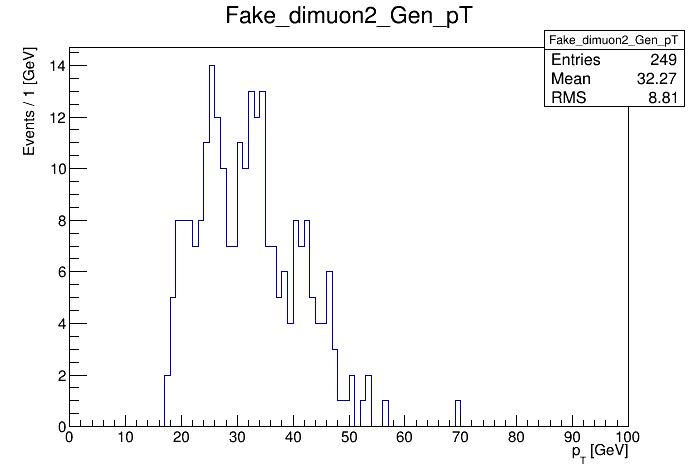 Fake_dimuon2_Gen_pT
Fake_dimuon2_Gen_pT
Entries 249
Mean 32.27
RMS 8.81
Events / 1 [GeV]
14
12
10
8
6
4
2
0
0 10 20 30 40 50 60 70 80 90 100
p_T [GeV]